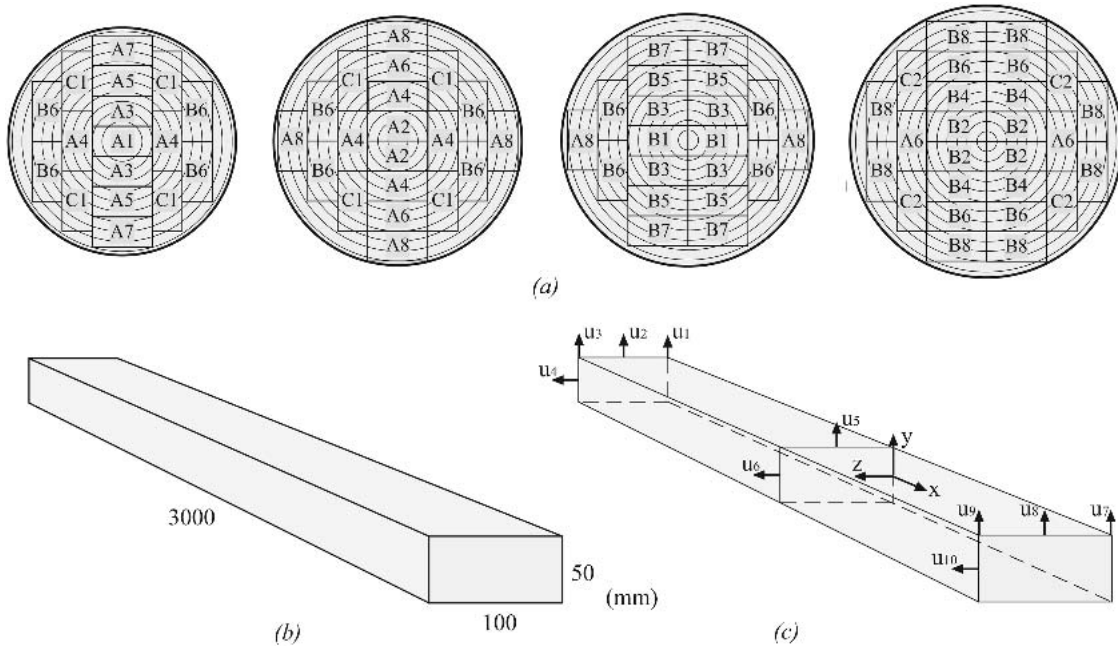 A7
C1 A5 C1
B6 A3 B6
A4 A1 A4
B6 A3 B6
C1 A5 C1
A7
A8
C1 A6 C1
A4
B6 B6
A2
A8 A4 A4 A8
A2
B6 B6
A4
C1 A6 C1
A8
B7 B7
B5 B5
B6 B3 B3 B6
A8 B1 B1 A8
B6 B3 B3 B6
B5 B5
B7 B7
B8 B8
B6 B6
C2 C2
B4 B4
B8 B8
B2 B2
A6 A6
B2 B2
B8 B8
B4 B4
C2 C2
B6 B6
B8 B8
(a)
3000
50
100
(mm)
(b)
u3 u2 u1
u4
u5
y
u6
z
x
u9 u8 u7
u10
(c)